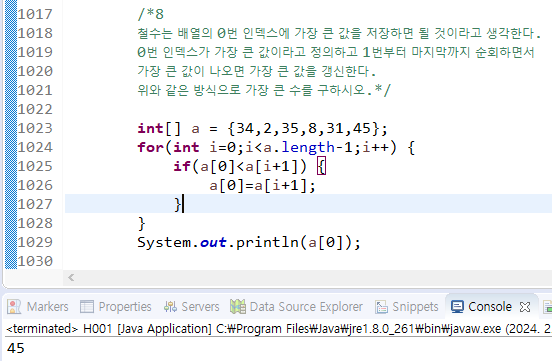 1017 /*8
1018 철수는 배열의 0번 인덱스에 가장 큰 값을 저장하면 될 것이라고 생각한다.
1019 0번 인덱스가 가장 큰 값이라고 정의하고 1번부터 마지막까지 순회하면서
1020 가장 큰 값이 나오면 가장 큰 값을 갱신한다.
1021 위와 같은 방식으로 가장 큰 수를 구하시오.*/
1022
1023 int[] a = {34,2,35,8,31,45};
1024 for(int i=0;i<a.length-1;i++) {
1025 if(a[0]<a[i+1]) {
1026 a[0]=a[i+1];
1027 }
1028 }
1029 System.out.println(a[0]);
1030
Markers Properties Servers Data Source Explorer Snippets Console
<terminated> H001 [Java Application] C:₩Program Files₩Java₩jre1.8.0_261₩bin₩javaw.exe (2024. 2.
45